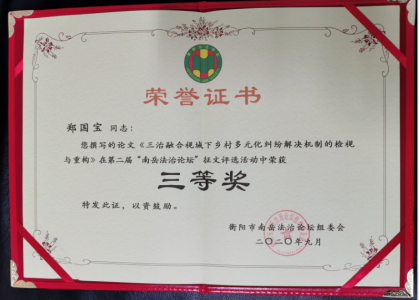 荣誉证书
郑国宝 同志:
您撰写的论文《三治融合视域下乡村多元化纠纷解决机制的检视
与重构》在第二届“南岳法治论坛”征文评选活动中荣获
三等奖
特发此证,以资鼓励。
衡阳市南岳法治论坛组委会
二〇二〇年九月